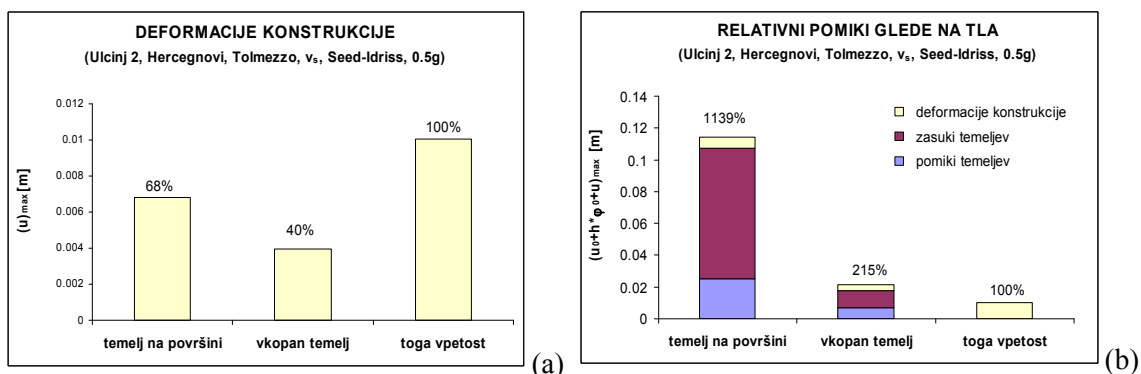 DEFORMACIJE KONSTRUKCIJE
(Ulcinj 2, Hercegnovi, Tolmezzo, vs, Seed-Idriss, 0.5g)
(u)max [m]
0.012
0.01
0.008
0.006
0.004
0.002
0
68%
40%
100%
temelj na površini
vkopan temelj
toga vpetost
(a)
RELATIVNI POMIKI GLEDE NA TLA
(Ulcinj 2, Hercegnovi, Tolmezzo, vs, Seed-Idriss, 0.5g)
(u0+h*φ0+u)max [m]
0.14
0.12
0.1
0.08
0.06
0.04
0.02
0
1139%
215%
100%
deformacije konstrukcije
zasuki temeljev
pomiki temeljev
temelj na površini
vkopan temelj
toga vpetost
(b)